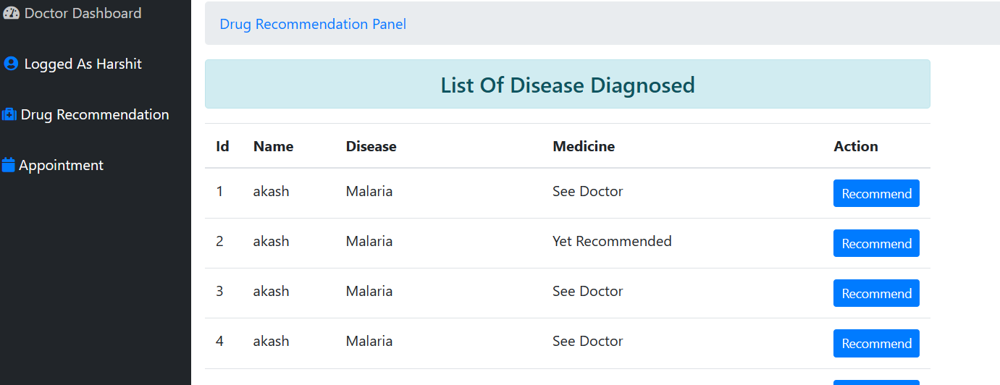 Doctor Dashboard
Logged As Harshit
Drug Recommendation
Appointment
Drug Recommendation Panel
List Of Disease Diagnosed
Id Name Disease Medicine Action
1 akash Malaria See Doctor Recommend
2 akash Malaria Yet Recommended Recommend
3 akash Malaria See Doctor Recommend
4 akash Malaria See Doctor Recommend